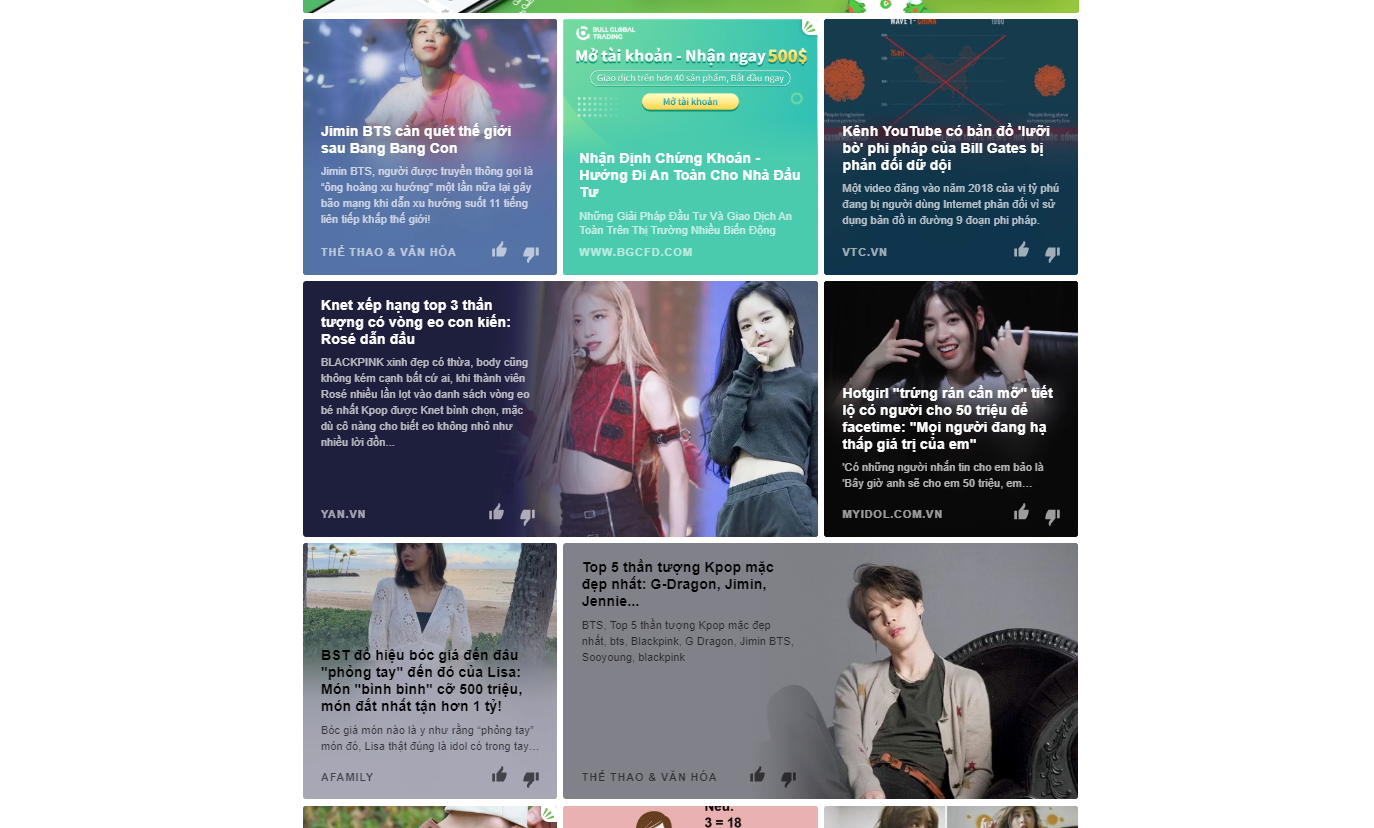 Jimin BTS càn quét thế giới
sau Bang Bang Con
Jimin BTS, người được truyền thông gọi là
“ông hoàng xu hướng” một lần nữa lại gây
bão mạng khi dẫn xu hướng suốt 11 tiếng
liên tiếp khắp thế giới!
THỂ THAO & VĂN HÓA
BULL GLOBAL
TRADING
Mở tài khoản - Nhận ngay 500$
Giao dịch trên hơn 40 sản phẩm, Bắt đầu ngay
Mở tài khoản
Nhận Định Chứng Khoán -
Hướng Đi An Toàn Cho Nhà Đầu
Tư
Những Giải Pháp Đầu Tư Và Giao Dịch An
Toàn Trên Thị Trường Nhiều Biến Động
WWW.BGCFD.COM
WAVE 1 - CHINA
1980
Kênh YouTube có bản đồ 'lưỡi
bò' phi pháp của Bill Gates bị
phản đối dữ dội
Một video đăng vào năm 2018 của vị tỷ phú
đang bị người dùng Internet phản đối vì sử
dụng bản đồ in đường 9 đoạn phi pháp.
VTC.VN
Knet xếp hạng top 3 thần
tượng có vòng eo con kiến:
Rosé dẫn đầu
BLACKPINK xinh đẹp có thừa, body cũng
không kém cạnh bất cứ ai, khi thành viên
Rosé nhiều lần lọt vào danh sách vòng eo
bé nhất Kpop được Knet bình chọn, mặc
dù cô nàng cho biết eo không nhỏ như
nhiều lời đồn...
YAN.VN
Hotgirl "trứng rán cần mỡ" tiết
lộ có người cho 50 triệu để
facetime: "Mọi người đang hạ
thấp giá trị của em"
'Có những người nhắn tin cho em bảo là
'Bây giờ anh sẽ cho em 50 triệu, em...
MYIDOL.COM.VN
BST đồ hiệu bóc giá đến đâu
"phỏng tay" đến đó của Lisa:
Món "bình bình" cỡ 500 triệu,
món đắt nhất tận hơn 1 tỷ!
Bóc giá món nào là y như rằng “phỏng tay”
món đó, Lisa thật đúng là idol có trong tay...
AFAMILY
Top 5 thần tượng Kpop mặc
đẹp nhất: G-Dragon, Jimin,
Jennie...
BTS, Top 5 thần tượng Kpop mặc đẹp
nhất, bts, Blackpink, G Dragon, Jimin BTS,
Sooyoung, blackpink
THỂ THAO & VĂN HÓA
Nếu:
3 = 18